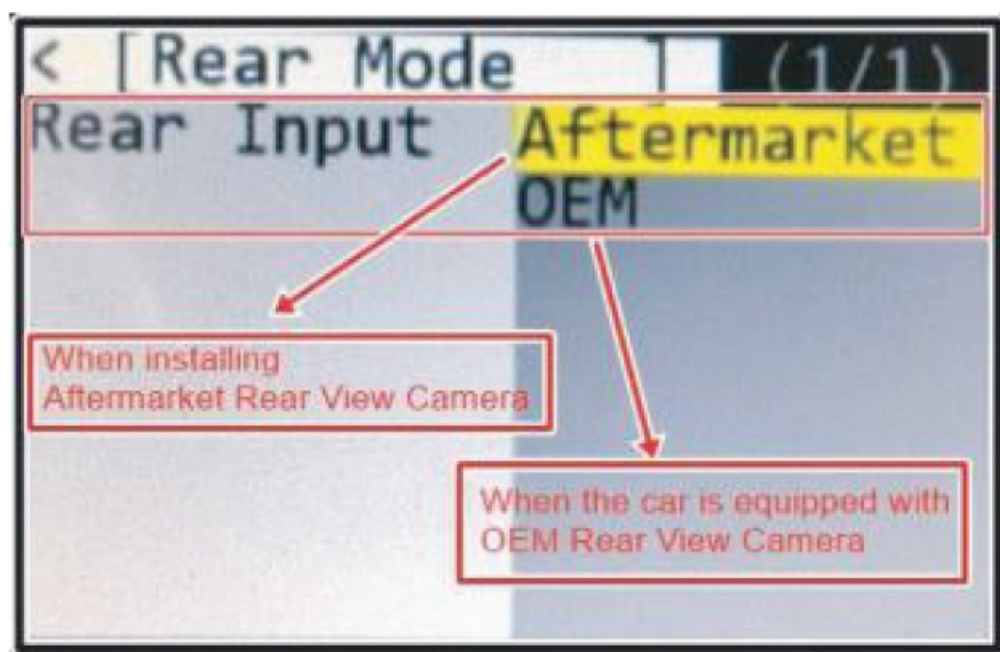 < [Rear Mode ] (1/1)
Rear Input Aftermarket
OEM
When installing
Aftermarket Rear View Camera
When the car is equipped with
OEM Rear View Camera